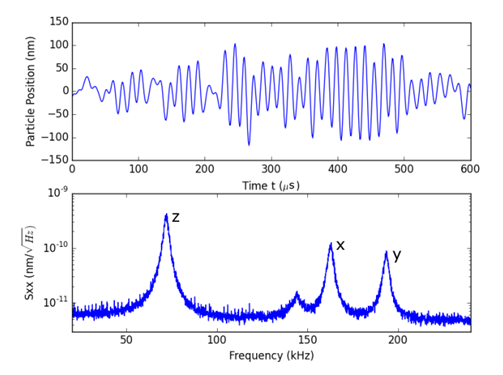 150
100
50
0
−50
−100
−150
Particle Position (nm)
0 100 200 300 400 500 600
Time t (μs)
10⁻⁹
10⁻¹⁰
10⁻¹¹
Sxx (nm/√Hz)
z
x
y
50 100 150 200
Frequency (kHz)